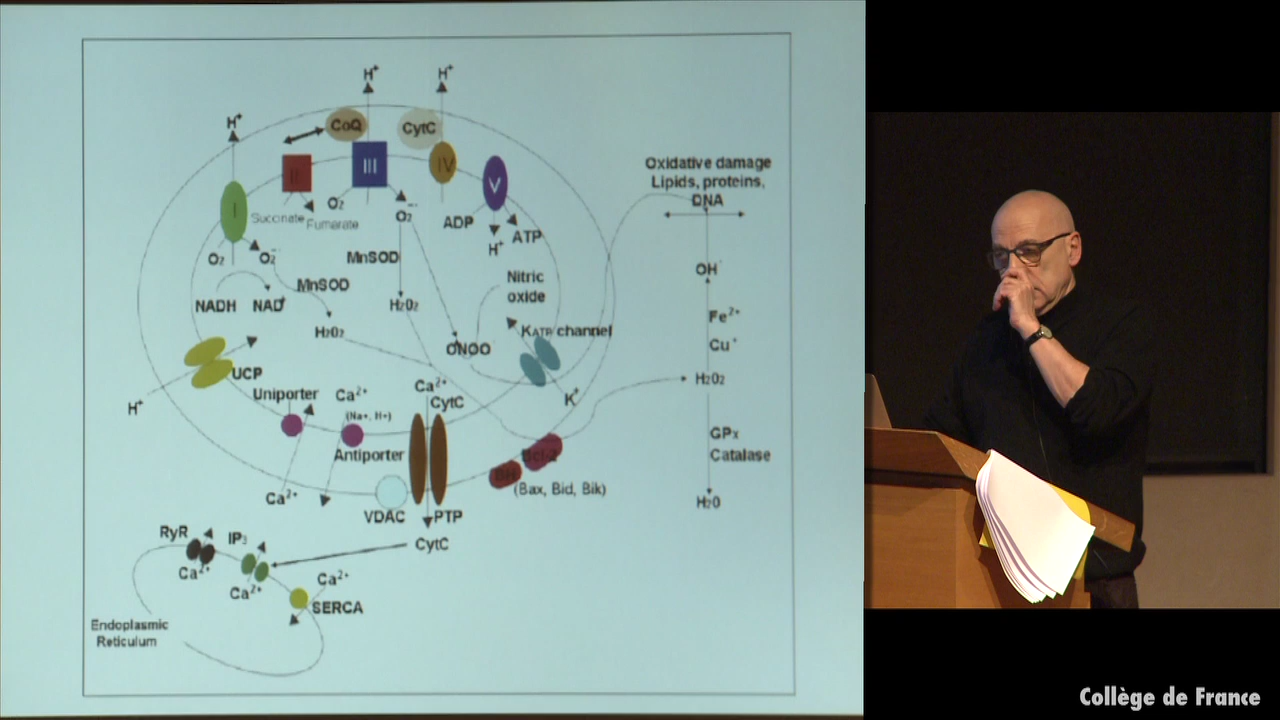 H⁺
H⁺
H⁺
CoQ
CytC
II
III
IV
V
I
Succinate
Fumarate
O₂
O₂⁻
ADP
H⁺
ATP
O₂
O₂⁻
MnSOD
MnSOD
NADH
NAD⁺
H₂O₂
H₂O₂
Nitric
oxide
ONOO
KATP channel
K⁺
UCP
H⁺
Uniporter
Ca²⁺
(Na+, H+)
Antiporter
Ca²⁺
CytC
Ca²⁺
VDAC
PTP
CytC
Bcl-2
(Bax, Bid, Bik)
Oxidative damage
Lipids, proteins,
DNA
OH
Fe²⁺
Cu⁺
H₂O₂
GPx
Catalase
H₂0
RyR
IP₃
Ca²⁺
Ca²⁺
Ca²⁺
SERCA
Endoplasmic
Reticulum
Collège de France